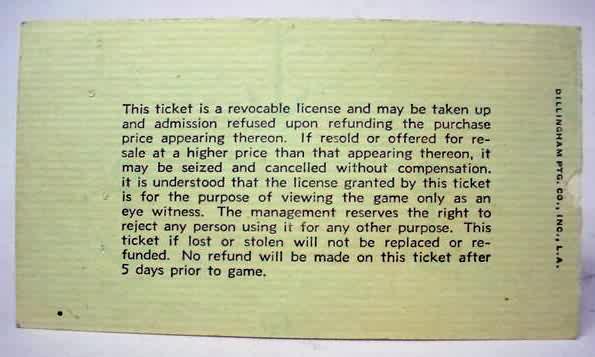 This ticket is a revocable license and may be taken up
and admission refused upon refunding the purchase
price appearing thereon. If resold or offered for re-
sale at a higher price than that appearing thereon, it
may be seized and cancelled without compensation.
it is understood that the license granted by this ticket
is for the purpose of viewing the game only as an
eye witness. The management reserves the right to
reject any person using it for any other purpose. This
ticket if lost or stolen will not be replaced or re-
funded. No refund will be made on this ticket after
5 days prior to game.
DILLINGHAM PTG. CO., INC., L.A.